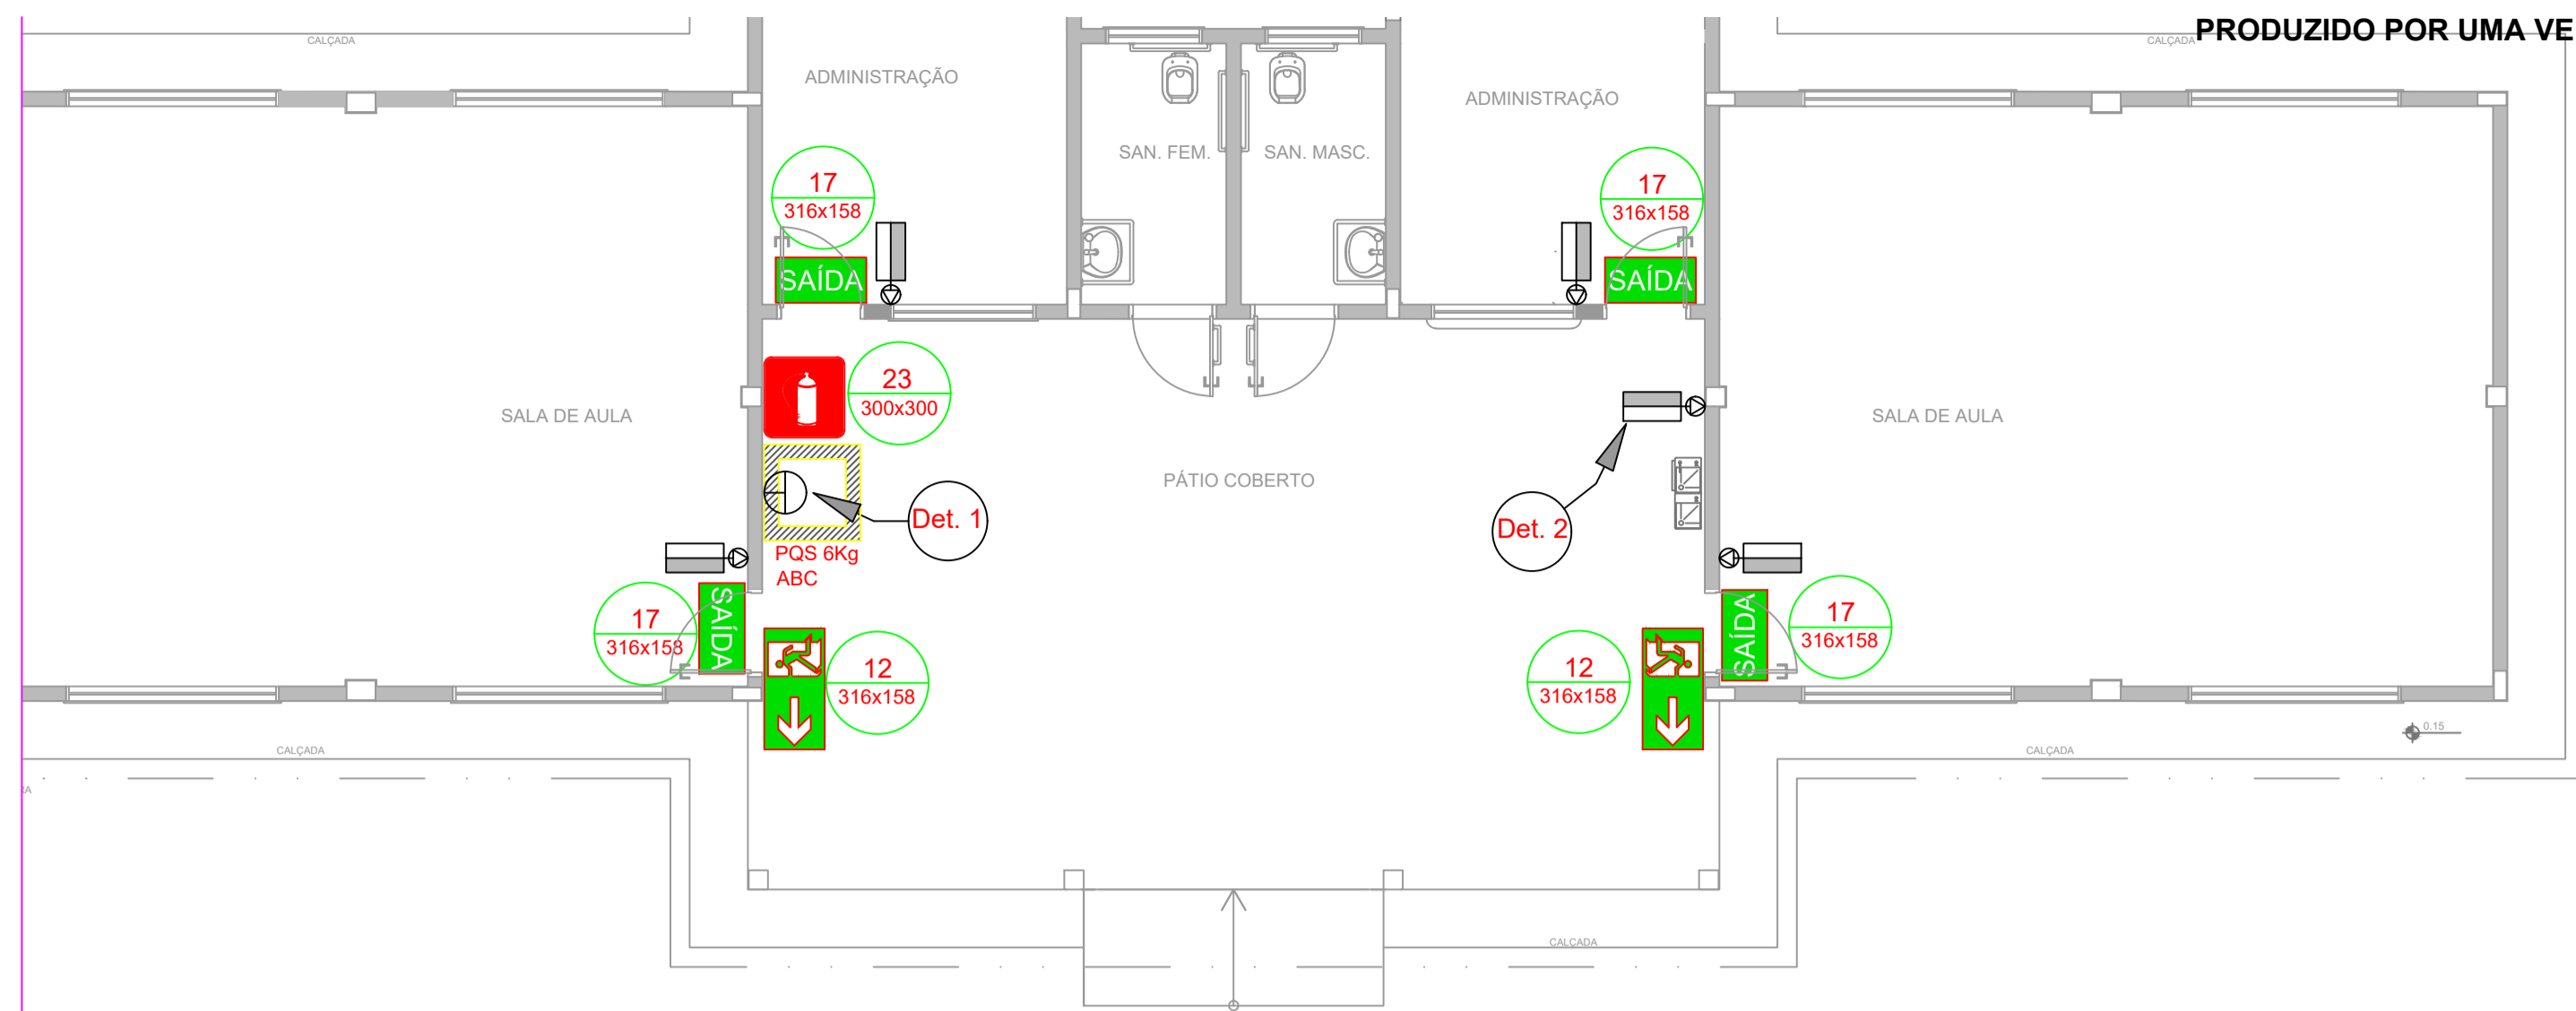 PRODUZIDO POR UMA VE
CALÇADA
CALÇADA
ADMINISTRAÇÃO
ADMINISTRAÇÃO
SAN. FEM.
SAN. MASC.
17
316x158
17
316x158
SAÍDA
SAÍDA
23
300x300
SALA DE AULA
SALA DE AULA
PÁTIO COBERTO
Det. 1
Det. 2
PQS 6Kg
ABC
17
316x158
SAÍDA
SAÍDA
17
316x158
12
316x158
12
316x158
0.15
CALÇADA
CALÇADA
RA
CALÇADA